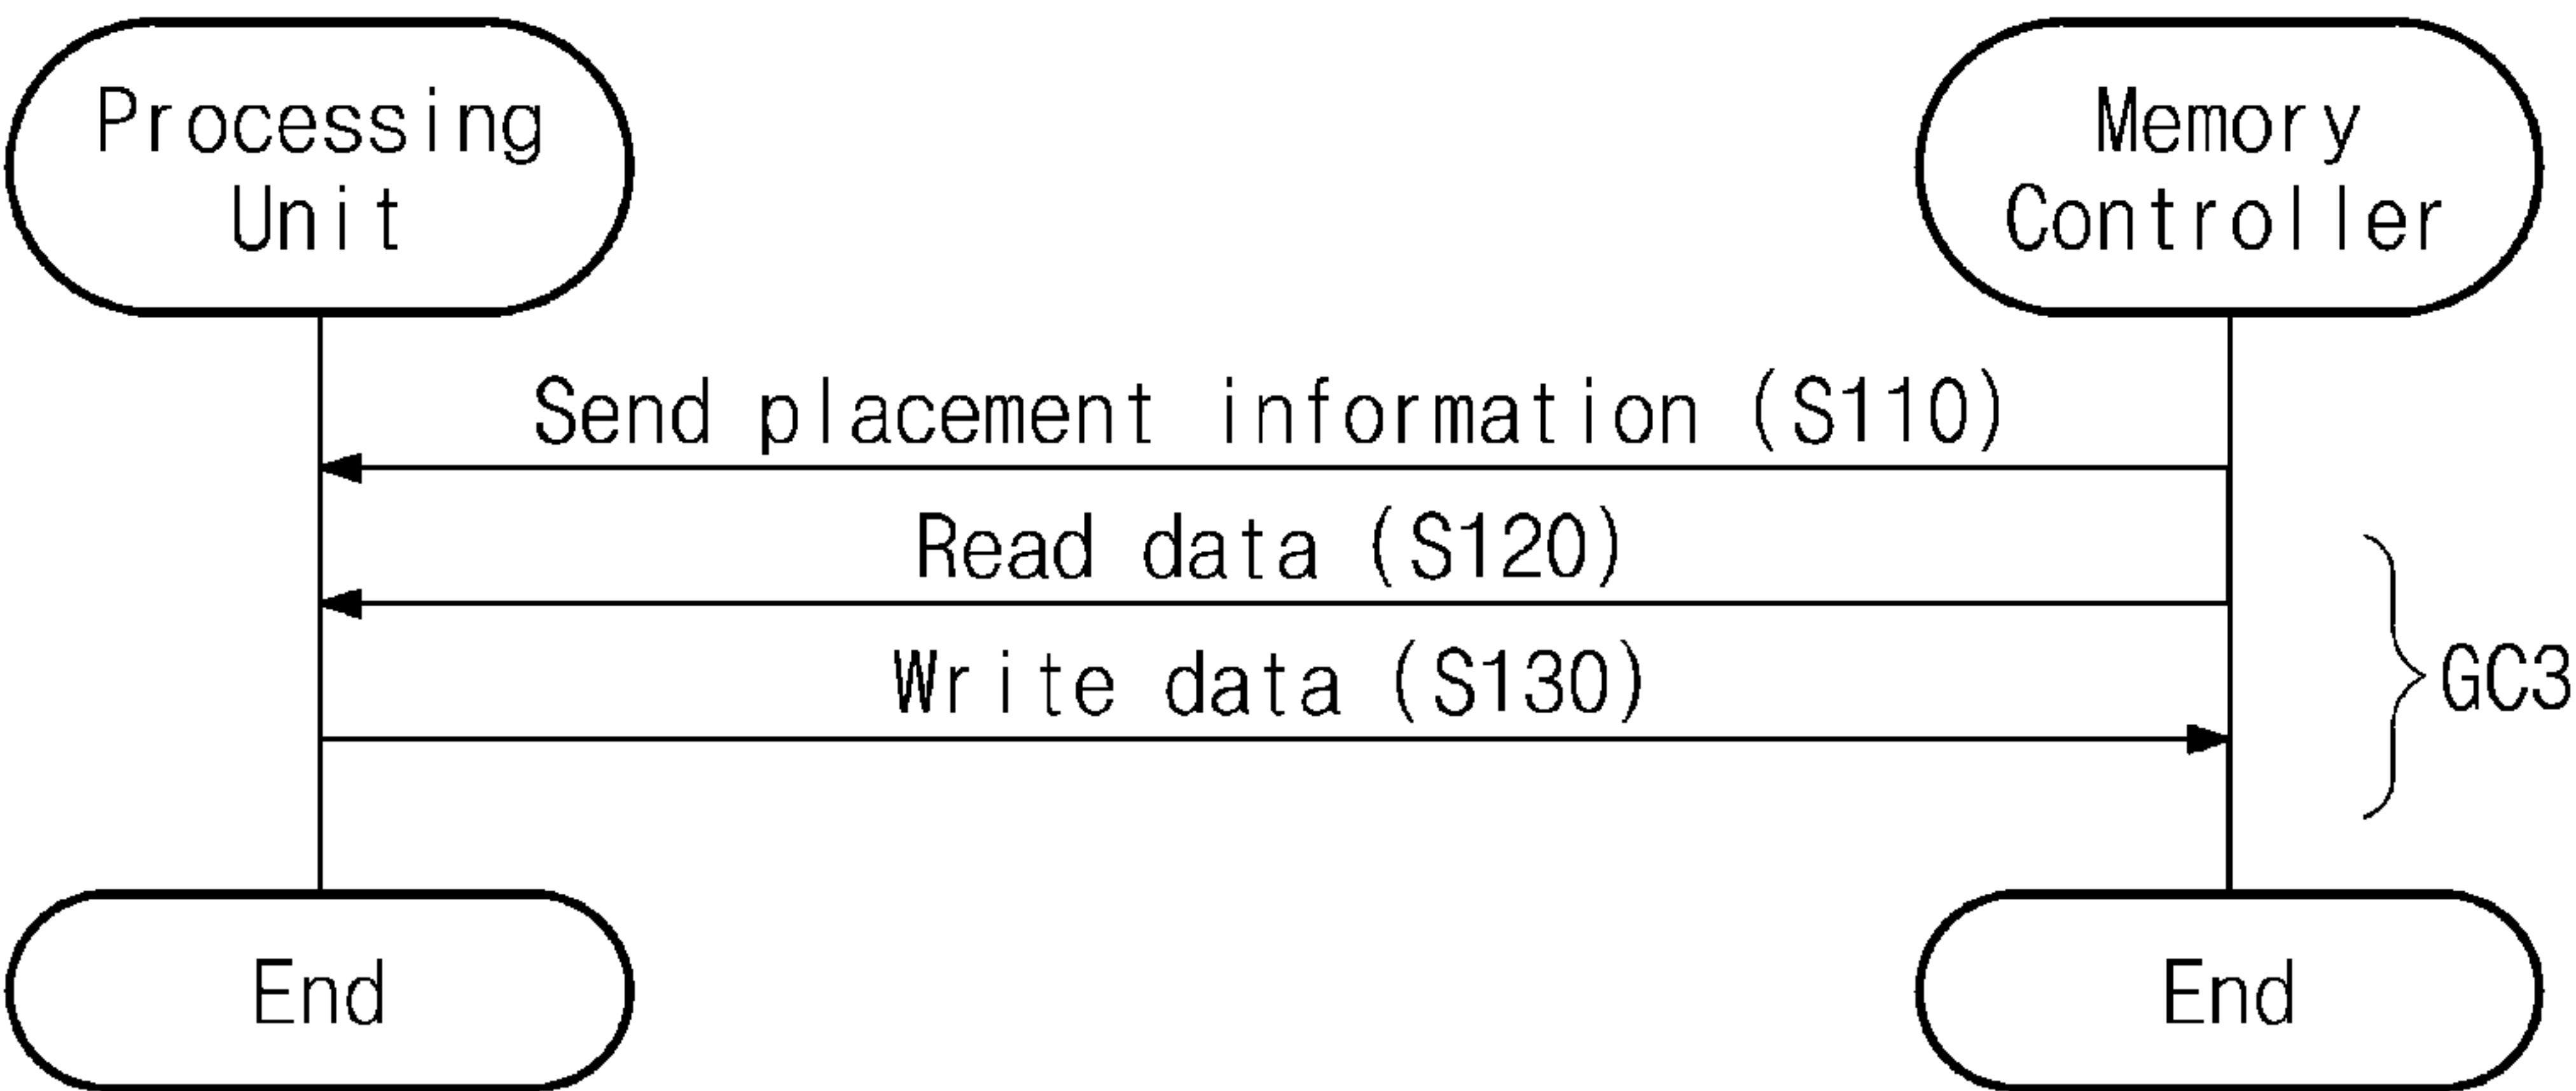 Processing
Unit
Memory
Controller
Send placement information (S110)
Read data (S120)
Write data (S130)
GC3
End
End